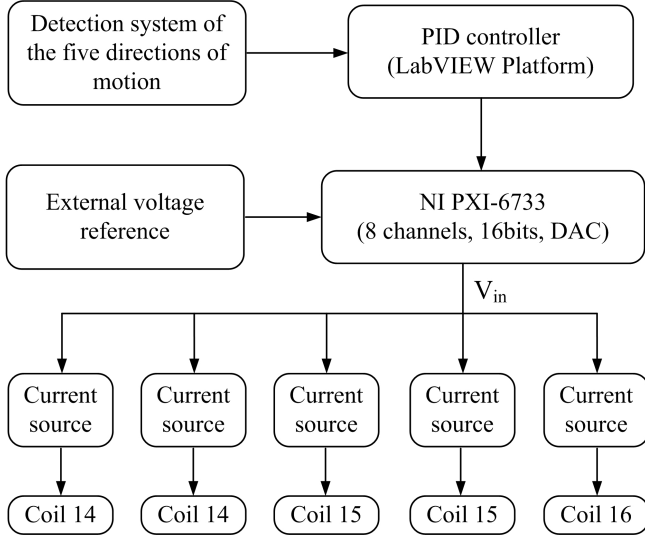 Detection system of
the five directions of
motion
PID controller
(LabVIEW Platform)
External voltage
reference
NI PXI-6733
(8 channels, 16bits, DAC)
Vin
Current
source
Current
source
Current
source
Current
source
Current
source
Coil 14
Coil 14
Coil 15
Coil 15
Coil 16